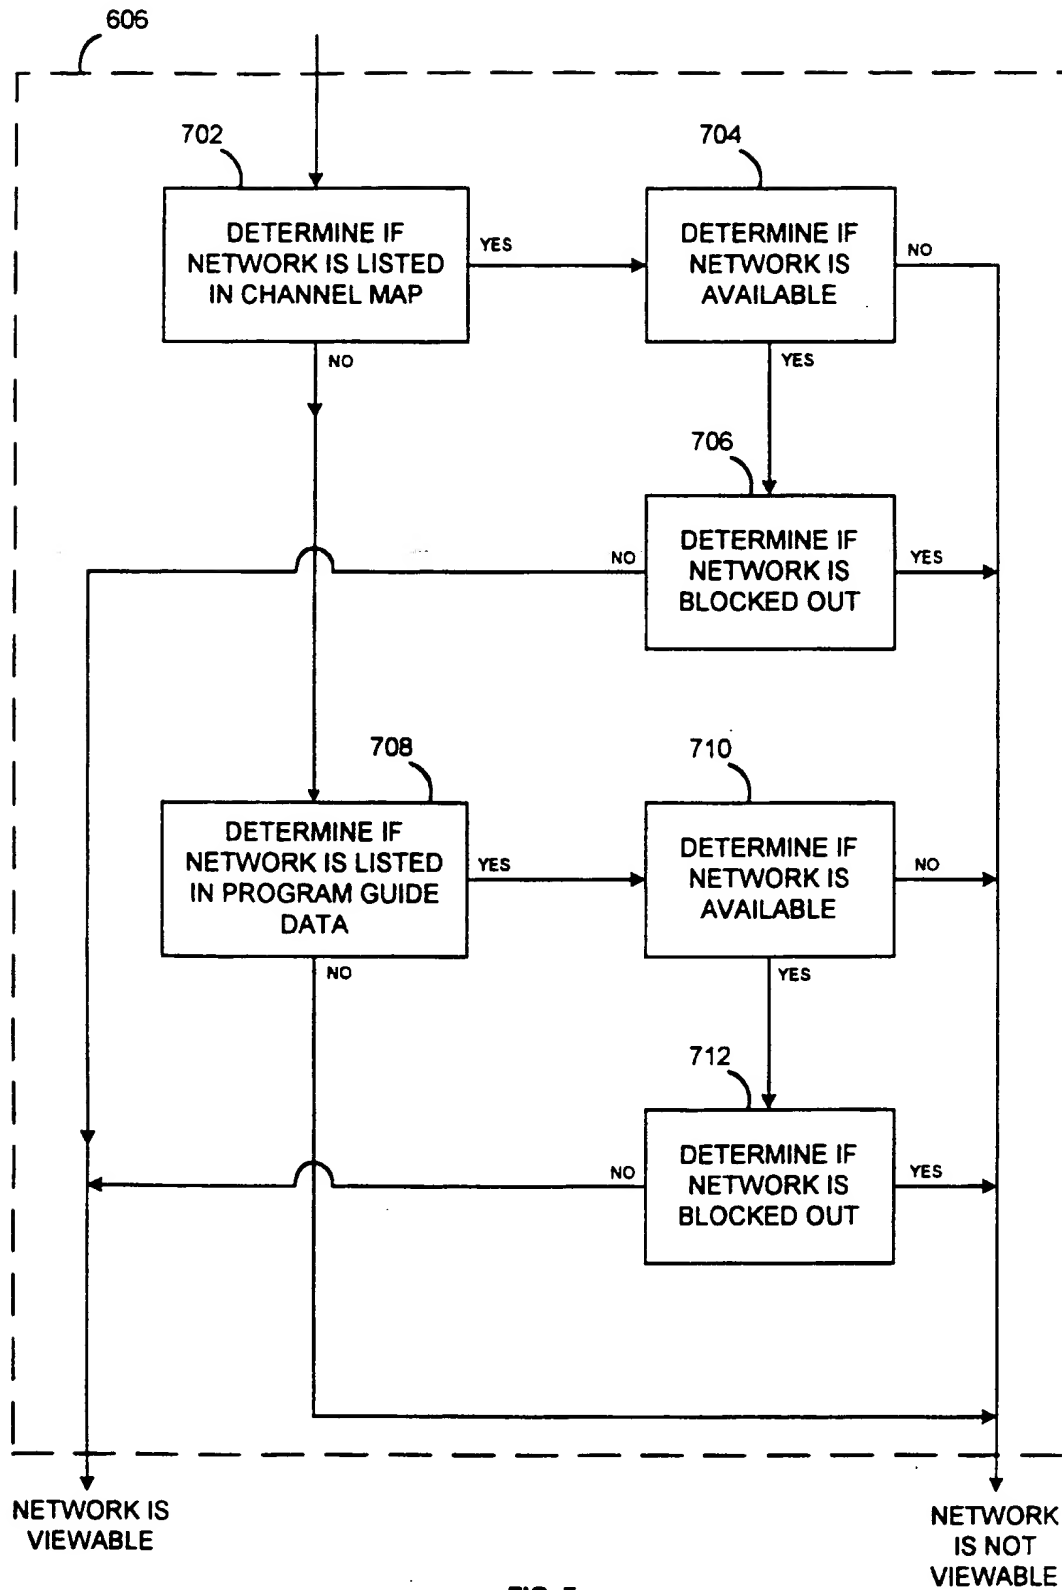 606
702
704
DETERMINE IF
NETWORK IS LISTED
IN CHANNEL MAP
YES
DETERMINE IF
NETWORK IS
AVAILABLE
NO
NO
YES
706
NO
DETERMINE IF
NETWORK IS
BLOCKED OUT
YES
708
710
DETERMINE IF
NETWORK IS LISTED
IN PROGRAM GUIDE
DATA
YES
DETERMINE IF
NETWORK IS
AVAILABLE
NO
NO
YES
712
NO
DETERMINE IF
NETWORK IS
BLOCKED OUT
YES
NETWORK IS
VIEWABLE
NETWORK
IS NOT
VIEWABLE